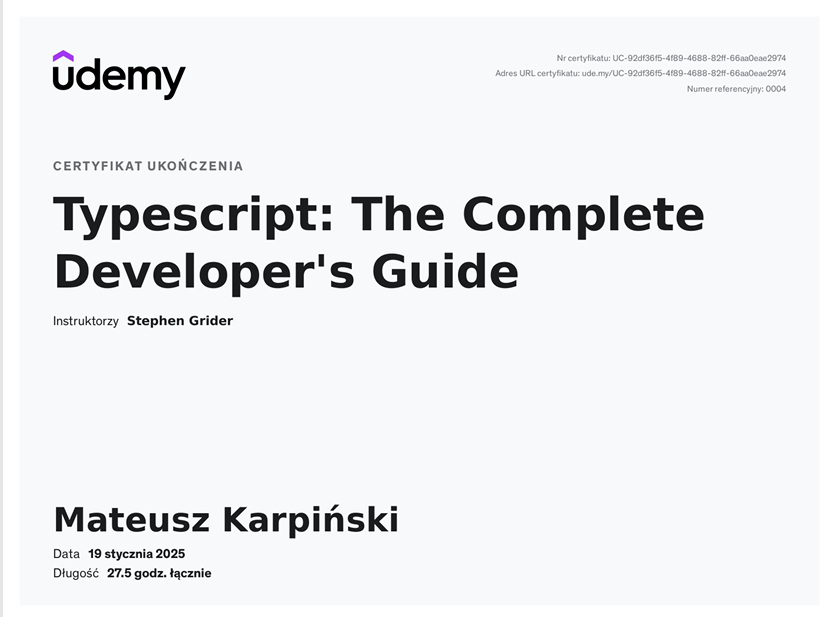 udemy
Nr certyfikatu: UC-92df36f5-4f89-4688-82ff-66aa0eae2974
Adres URL certyfikatu: ude.my/UC-92df36f5-4f89-4688-82ff-66aa0eae2974
Numer referencyjny: 0004
CERTYFIKAT UKOŃCZENIA
Typescript: The Complete
Developer's Guide
Instruktorzy Stephen Grider
Mateusz Karpiński
Data 19 stycznia 2025
Długość 27.5 godz. łącznie